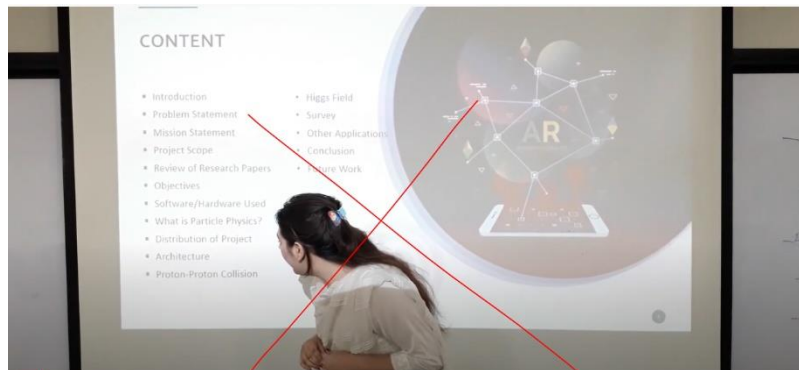 CONTENT
Introduction
Problem Statement
Mission Statement
Project Scope
Review of Research Papers
Objectives
Software/Hardware Used
What is Particle Physics?
Distribution of Project
Architecture
Proton-Proton Collision
Higgs Field
Survey
Other Applications
Conclusion
Future Work
AR